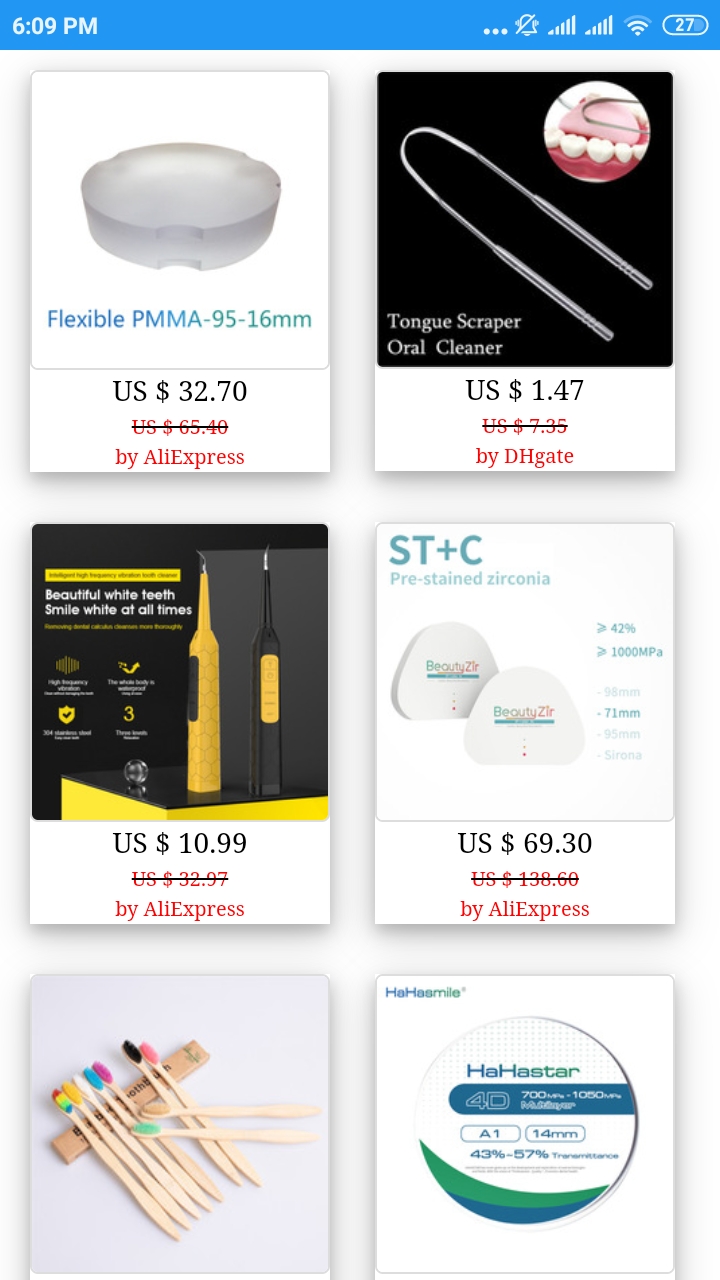 6:09 PM
27
Flexible PMMA-95-16mm
US $ 32.70
US $ 65.40
by AliExpress
Tongue Scraper
Oral Cleaner
US $ 1.47
US $ 7.35
by DHgate
Intelligent high frequency vibration tooth cleaner
Beautiful white teeth
Smile white at all times
Removing dental calculus cleanses more thoroughly
High frequency
vibration
The whole body is
waterproof
304 stainless steel
Three levels
3
US $ 10.99
US $ 32.97
by AliExpress
ST+C
Pre-stained zirconia
≥ 42%
≥ 1000MPa
BeautyZir
BeautyZir
- 98mm
- 71mm
- 95mm
- Sirona
US $ 69.30
US $ 138.60
by AliExpress
HaHasmile®
HaHastar
4D
700MPa-1050MPa
Multilayer
A1
14mm
43%-57% Transmittance